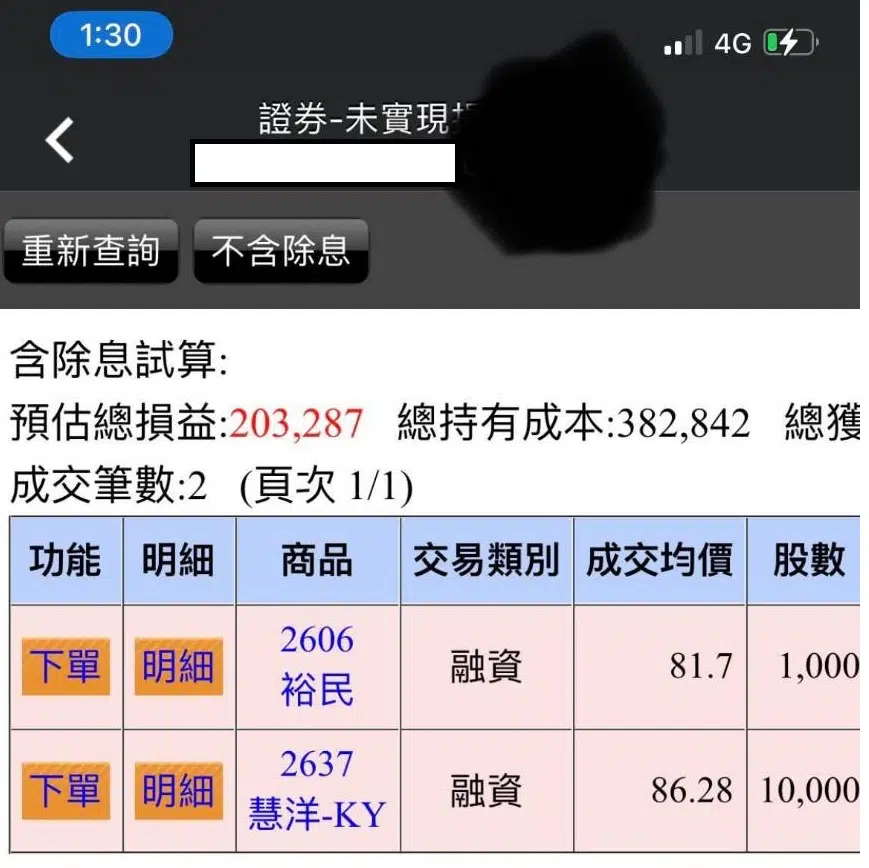 1:30 4G
證券-未實現
重新查詢 不含除息
含除息試算:
預估總損益:203,287 總持有成本:382,842 總獲
成交筆數:2 (頁次 1/1)
功能 明細 商品 交易類別 成交均價 股數
下單 明細 2606 裕民 融資 81.7 1,000
下單 明細 2637 慧洋-KY 融資 86.28 10,000